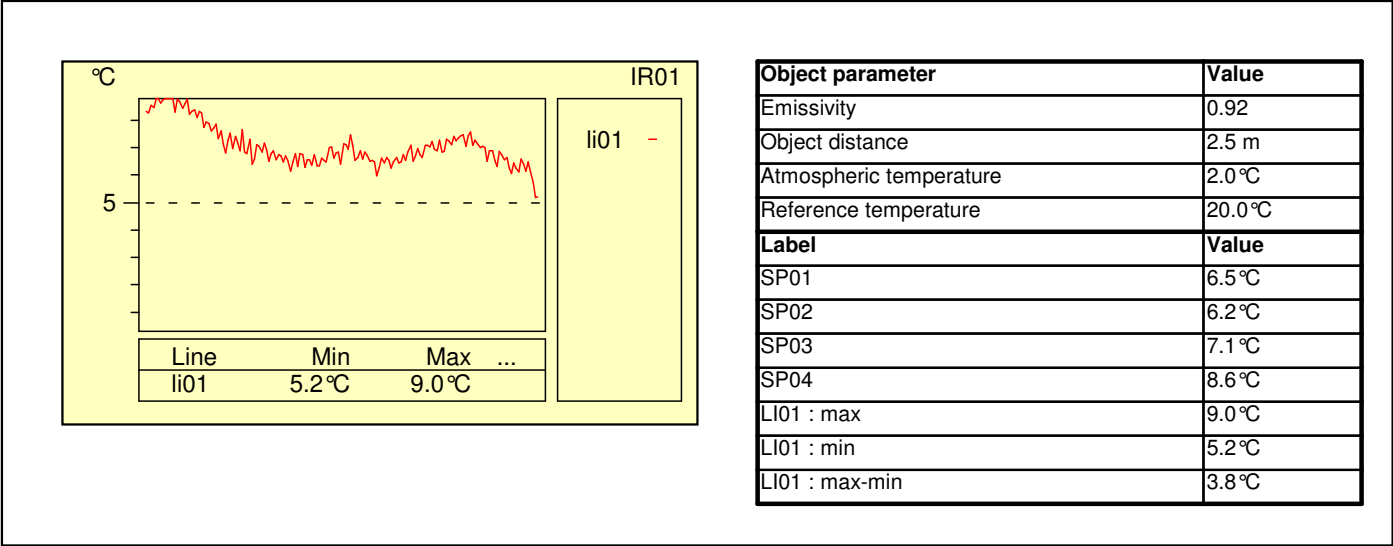 °C IR01
li01
5
Line Min Max ...
li01 5.2°C 9.0°C
Object parameter Value
Emissivity 0.92
Object distance 2.5 m
Atmospheric temperature 2.0°C
Reference temperature 20.0°C
Label Value
SP01 6.5°C
SP02 6.2°C
SP03 7.1°C
SP04 8.6°C
LI01 : max 9.0°C
LI01 : min 5.2°C
LI01 : max-min 3.8°C